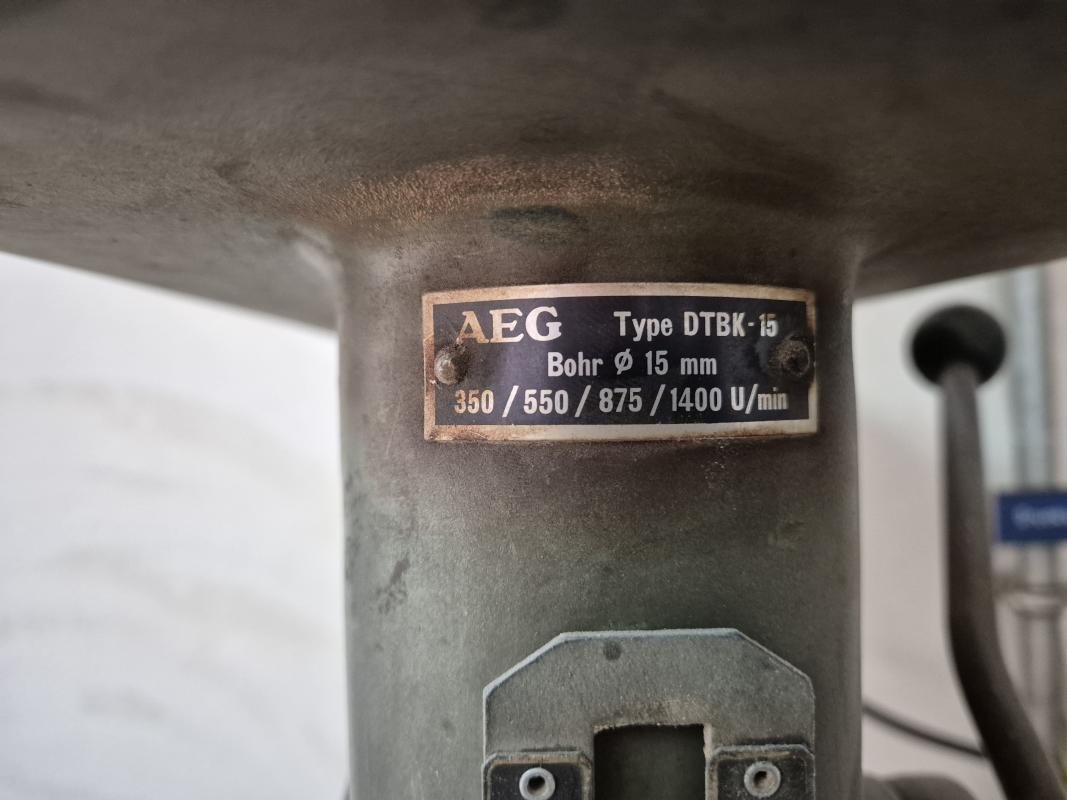 AEG Type DTBK-15
Bohr Ø 15 mm
350/550/875/1400 U/min